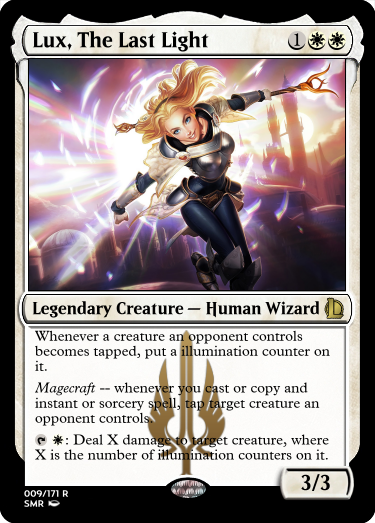 Lux, The Last Light 1
Legendary Creature — Human Wizard
Whenever a creature an opponent controls
becomes tapped, put a illumination counter on
it.
Magecraft -- whenever you cast or copy and
instant or sorcery spell, tap target creature an
opponent controls.
: Deal X damage to target creature, where
X is the number of illumination counters on it.
3/3
009/171 R
SMR